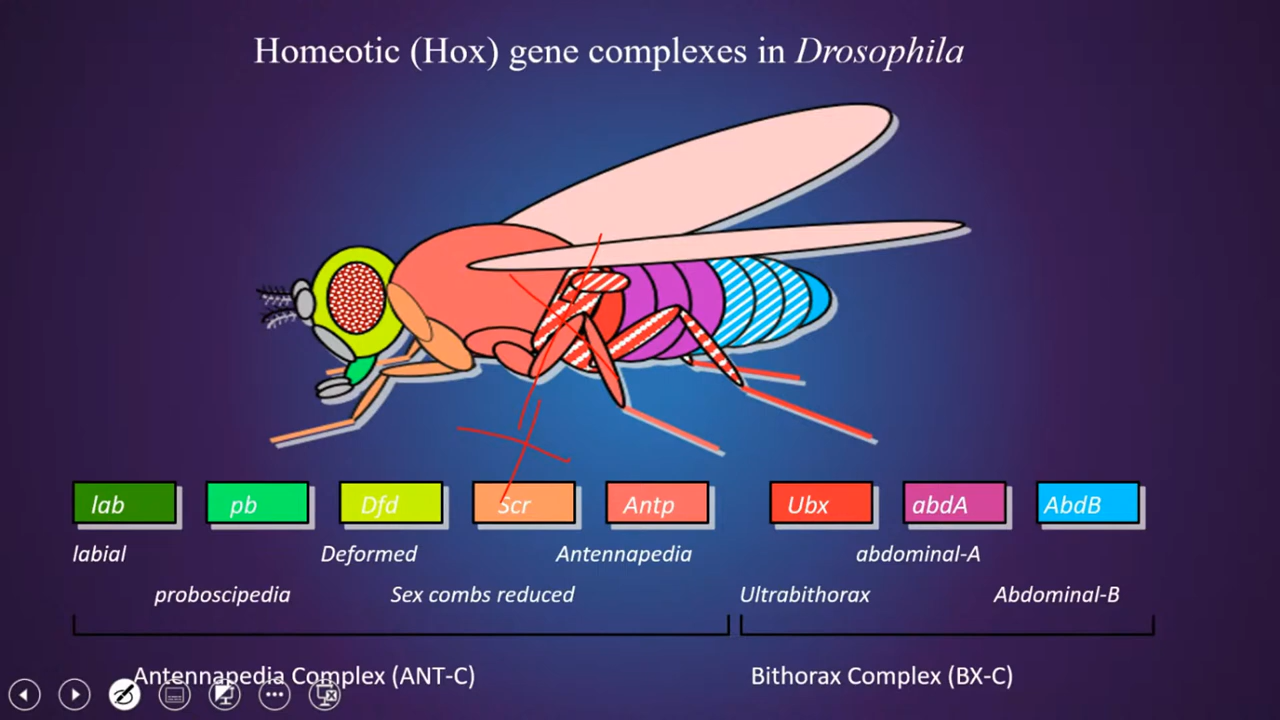 Homeotic (Hox) gene complexes in Drosophila
lab pb Dfd Scr Antp Ubx abdA AbdB
labial Deformed Antennapedia abdominal-A
proboscipedia Sex combs reduced Ultrabithorax Abdominal-B
Antennapedia Complex (ANT-C) Bithorax Complex (BX-C)